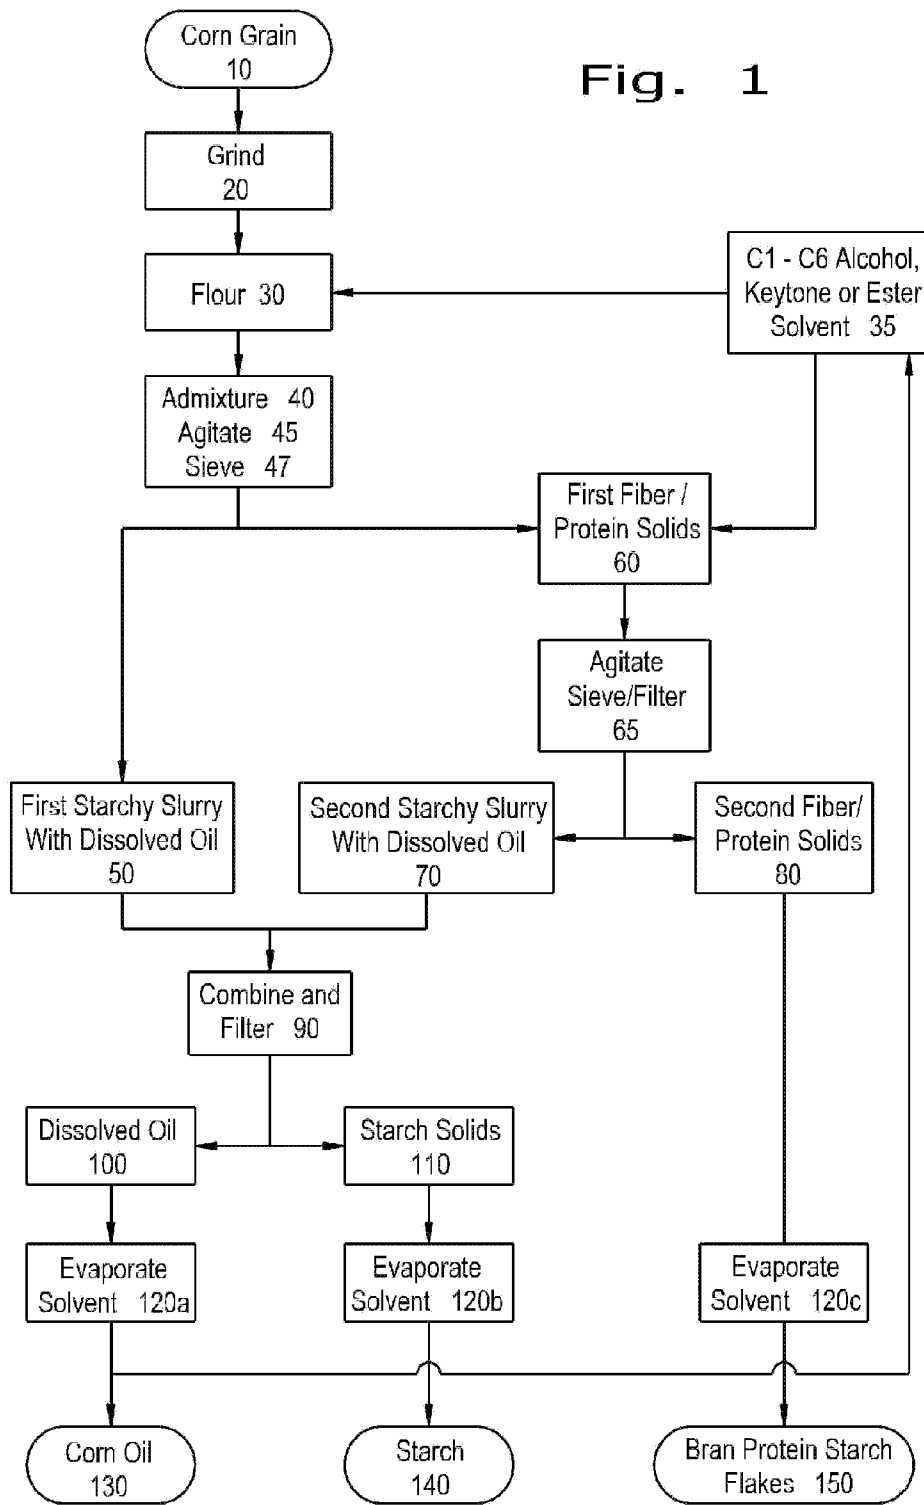 Corn Grain
10
Fig. 1
Grind
20
Flour 30
C1 - C6 Alcohol,
Keytone or Ester
Solvent 35
Admixture 40
Agitate 45
Sieve 47
First Fiber /
Protein Solids
60
Agitate
Sieve/Filter
65
First Starchy Slurry
With Dissolved Oil
50
Second Starchy Slurry
With Dissolved Oil
70
Second Fiber/
Protein Solids
80
Combine and
Filter 90
Dissolved Oil
100
Starch Solids
110
Evaporate
Solvent 120a
Evaporate
Solvent 120b
Evaporate
Solvent 120c
Corn Oil
130
Starch
140
Bran Protein Starch
Flakes 150